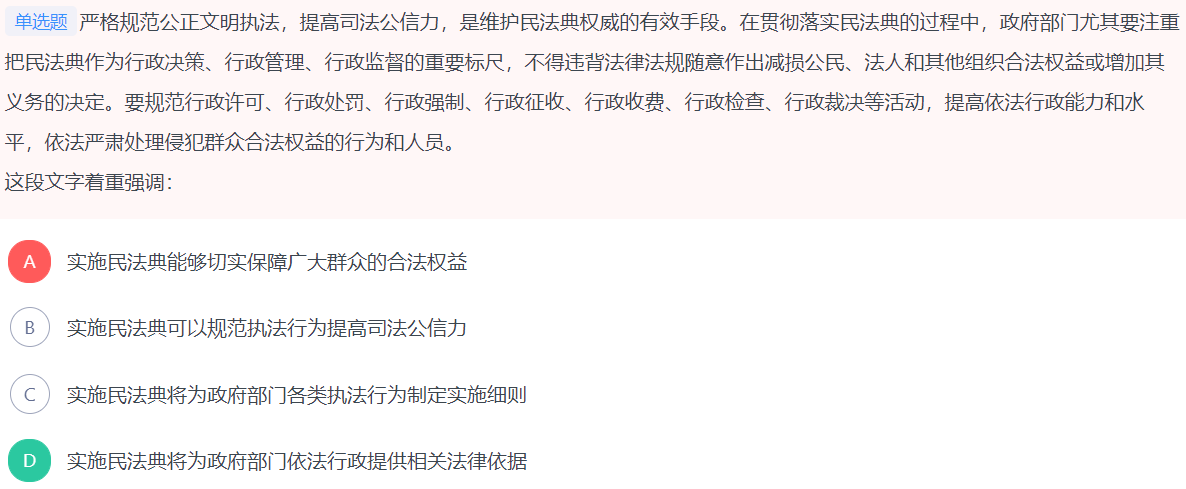 单选题 严格规范公正文明执法，提高司法公信力，是维护民法典权威的有效手段。在贯彻落实民法典的过程中，政府部门尤其要注重
把民法典作为行政决策、行政管理、行政监督的重要标尺，不得违背法律法规随意作出减损公民、法人和其他组织合法权益或增加其
义务的决定。要规范行政许可、行政处罚、行政强制、行政征收、行政收费、行政检查、行政裁决等活动，提高依法行政能力和水
平，依法严肃处理侵犯群众合法权益的行为和人员。
这段文字着重强调：
A 实施民法典能够切实保障广大群众的合法权益
B 实施民法典可以规范执法行为提高司法公信力
C 实施民法典将为政府部门各类执法行为制定实施细则
D 实施民法典将为政府部门依法行政提供相关法律依据